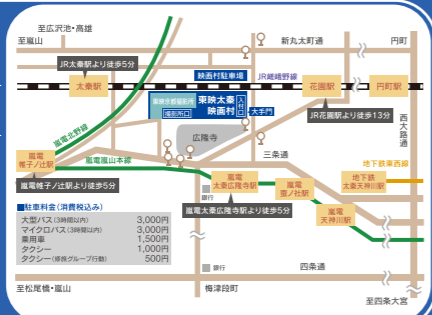 至広沢池・高雄
至嵐山
新丸太町通
円町
JR太秦駅より徒歩5分
映画村駐車場
JR嵯峨野線
太秦駅
花園駅
円町駅
東映京都撮影所
撮影所口
東映太秦
映画村
入村口
大手門
JR花園駅より徒歩13分
西大路通
嵐電北野線
広隆寺
嵐電
帷子ノ辻駅
嵐電嵐山本線
三条通
地下鉄東西線
嵐電帷子ノ辻駅より徒歩5分
嵐電
太秦広隆寺駅
嵐電
蚕ノ社駅
地下鉄
太秦天神川駅
銀行
嵐電太秦広隆寺駅より徒歩5分
嵐電
天神川駅
■駐車料金(消費税込み)
大型バス(3時間以内) 3,000円
マイクロバス(3時間以内) 3,000円
乗用車 1,500円
タクシー 1,000円
タクシー(修旅グループ行動) 500円
銀行
四条通
至松尾橋・嵐山
梅津段町
至四条大宮